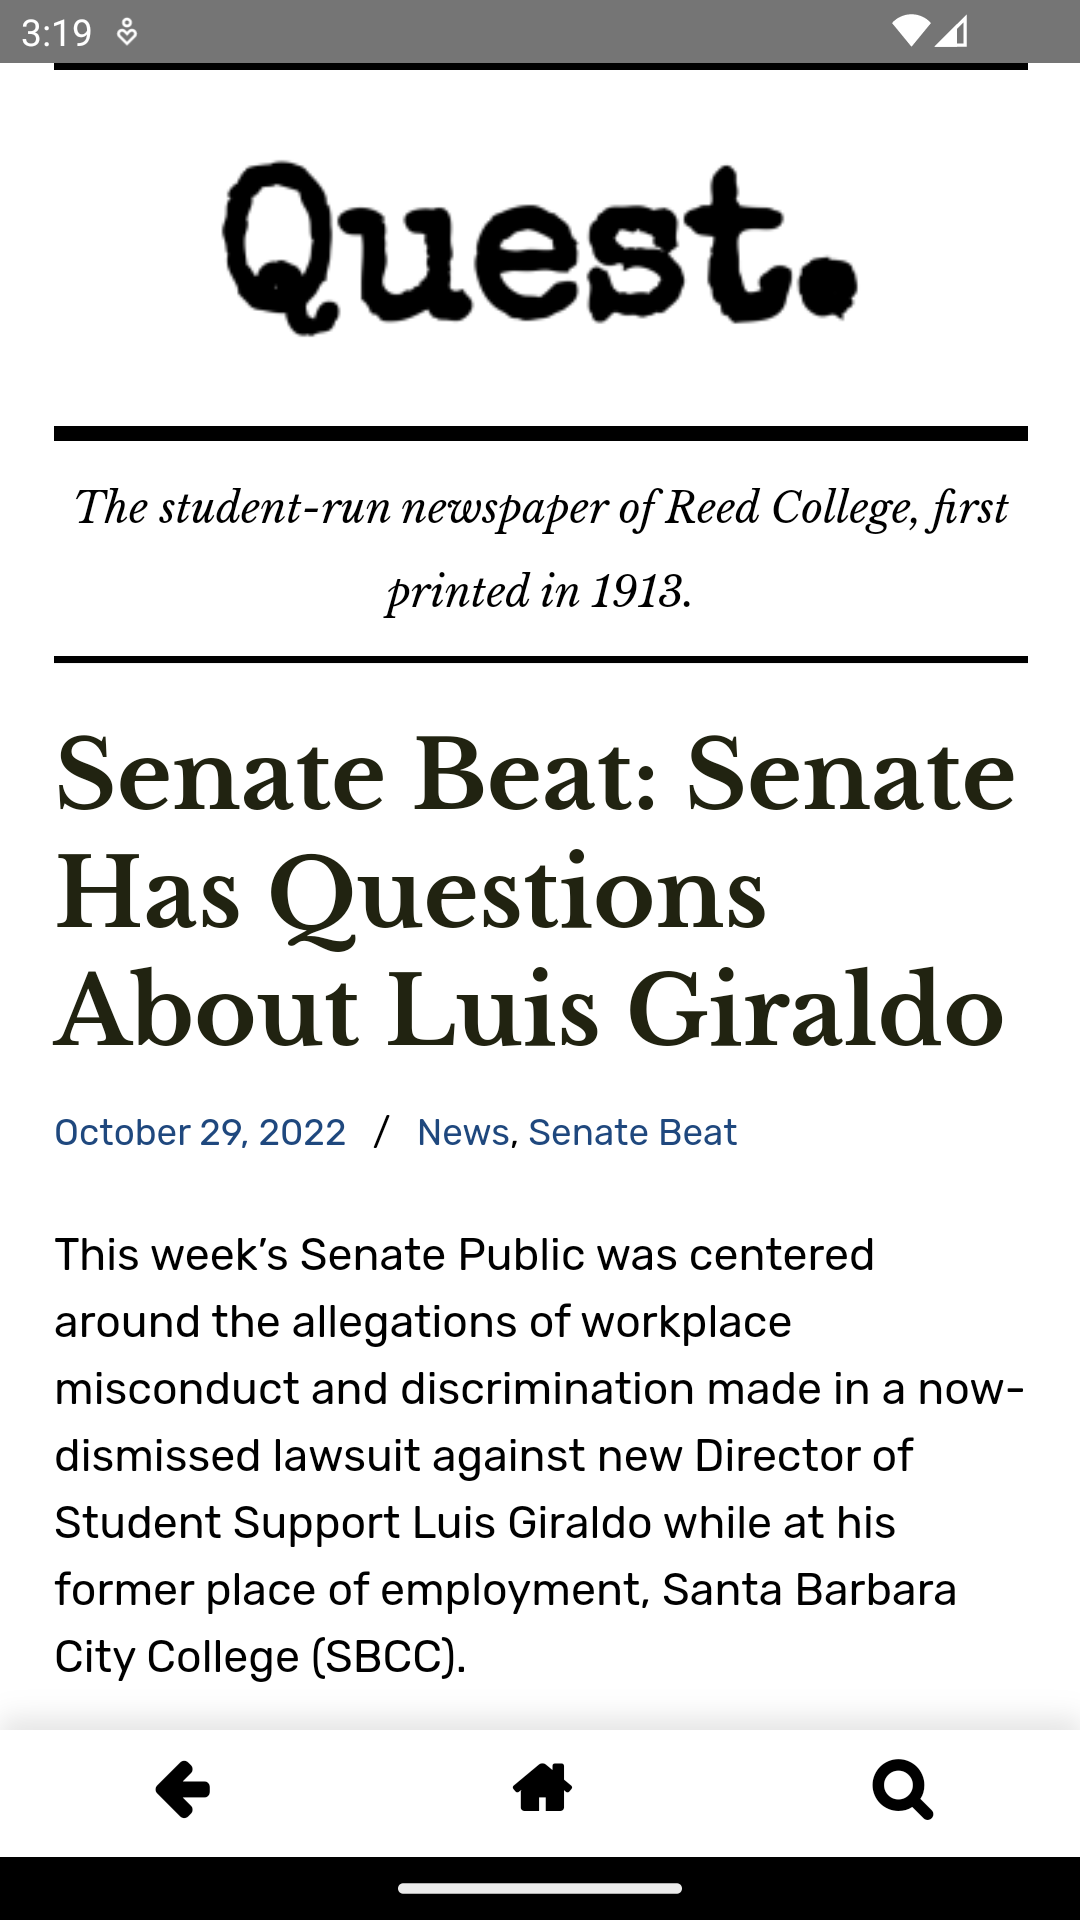 3:19
Quest.
The student-run newspaper of Reed College, first
printed in 1913.
Senate Beat: Senate
Has Questions
About Luis Giraldo
October 29, 2022 / News, Senate Beat
This week’s Senate Public was centered
around the allegations of workplace
misconduct and discrimination made in a now-
dismissed lawsuit against new Director of
Student Support Luis Giraldo while at his
former place of employment, Santa Barbara
City College (SBCC).